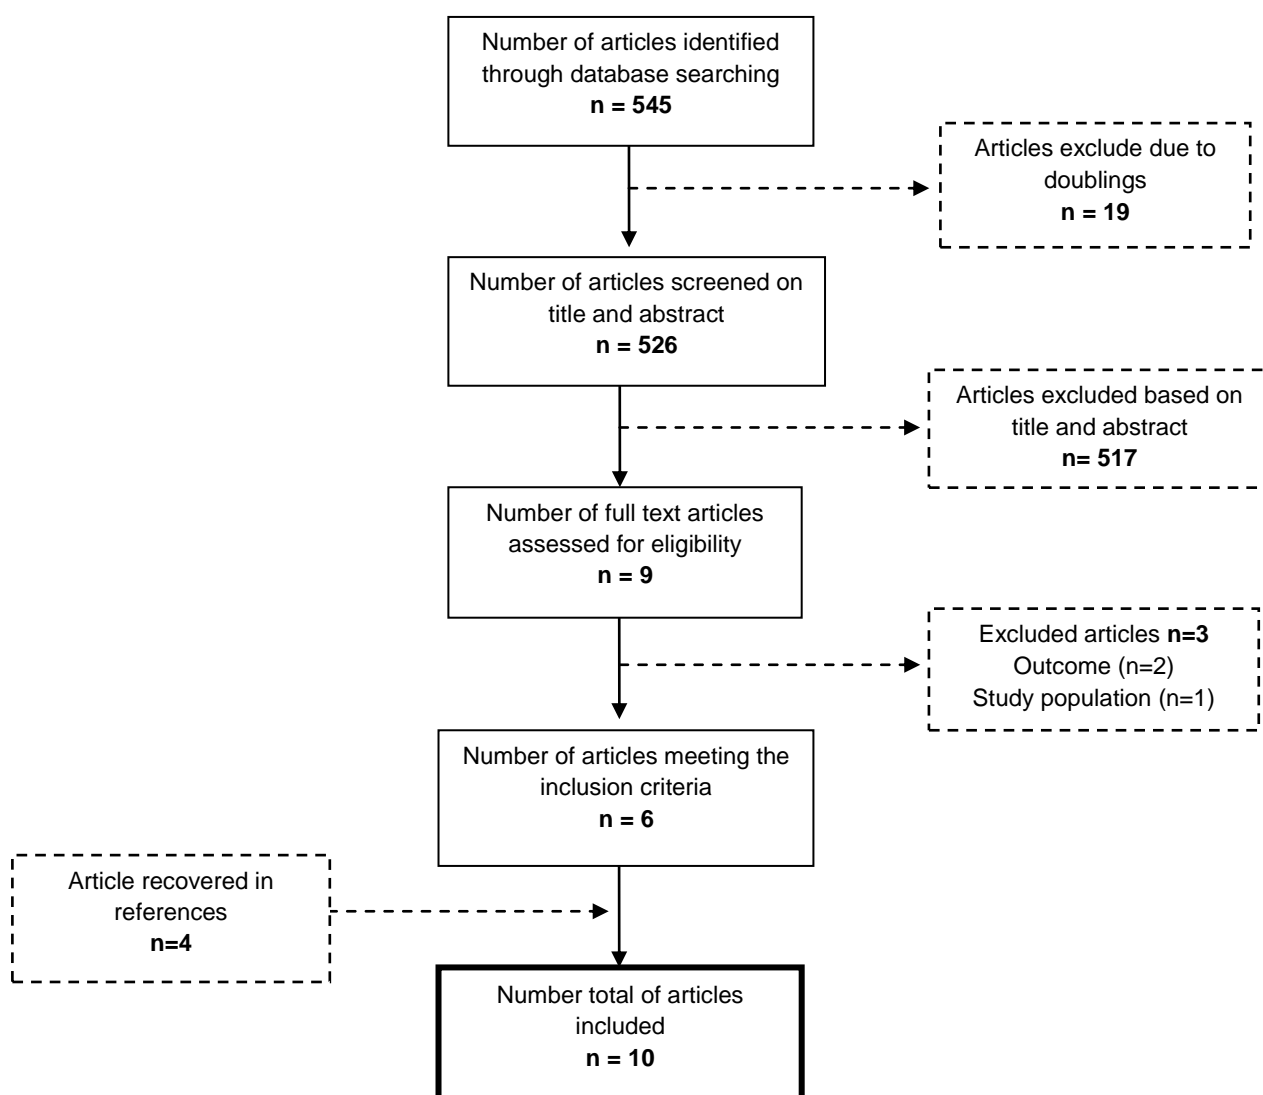 Number of articles identified
through database searching
n = 545
Articles exclude due to
doublings
n = 19
Number of articles screened on
title and abstract
n = 526
Articles excluded based on
title and abstract
n= 517
Number of full text articles
assessed for eligibility
n = 9
Excluded articles n=3
Outcome (n=2)
Study population (n=1)
Number of articles meeting the
inclusion criteria
n = 6
Article recovered in
references
n=4
Number total of articles
included
n = 10